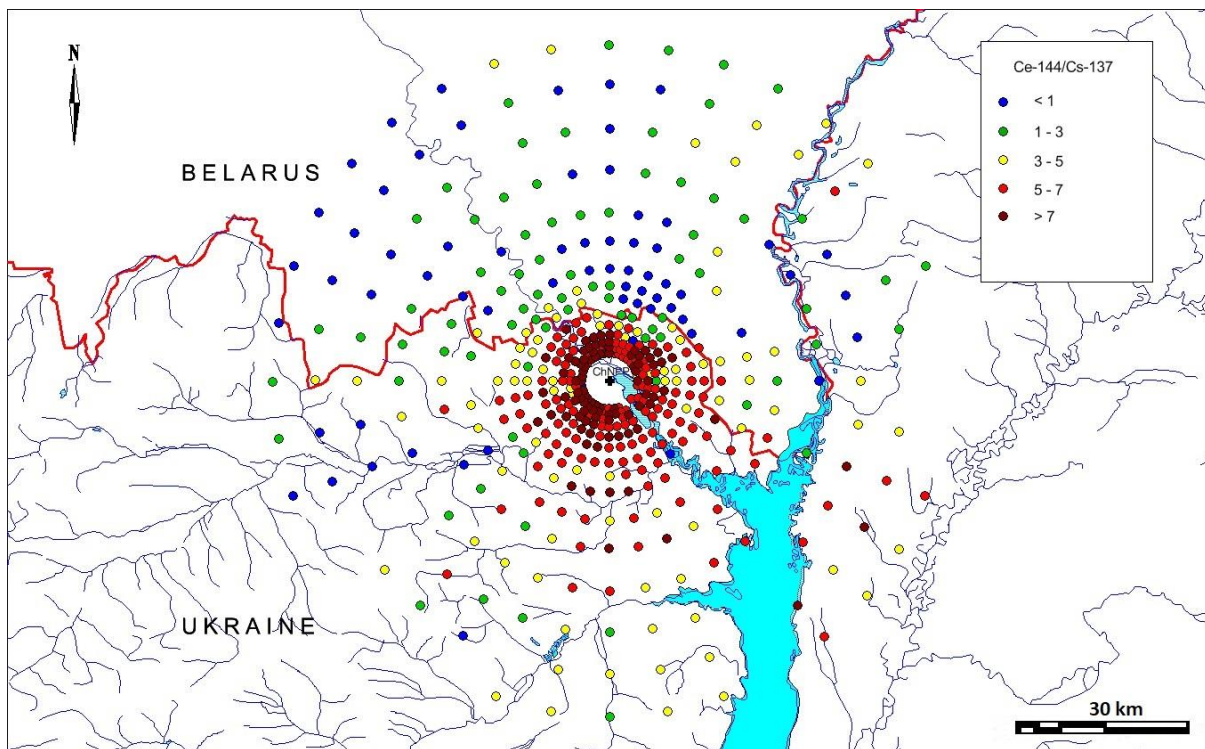 N
Ce-144/Cs-137
< 1
1 - 3
3 - 5
5 - 7
> 7
BELARUS
ChNPP
UKRAINE
30 km